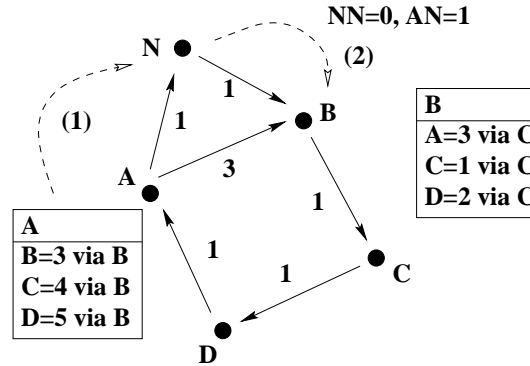 NN=0, AN=1
N
(2)
1
B
(1)
1
B
A=3 via C
C=1 via C
D=2 via C
3
A
1
A
B=3 via B
C=4 via B
D=5 via B
1
1
C
D